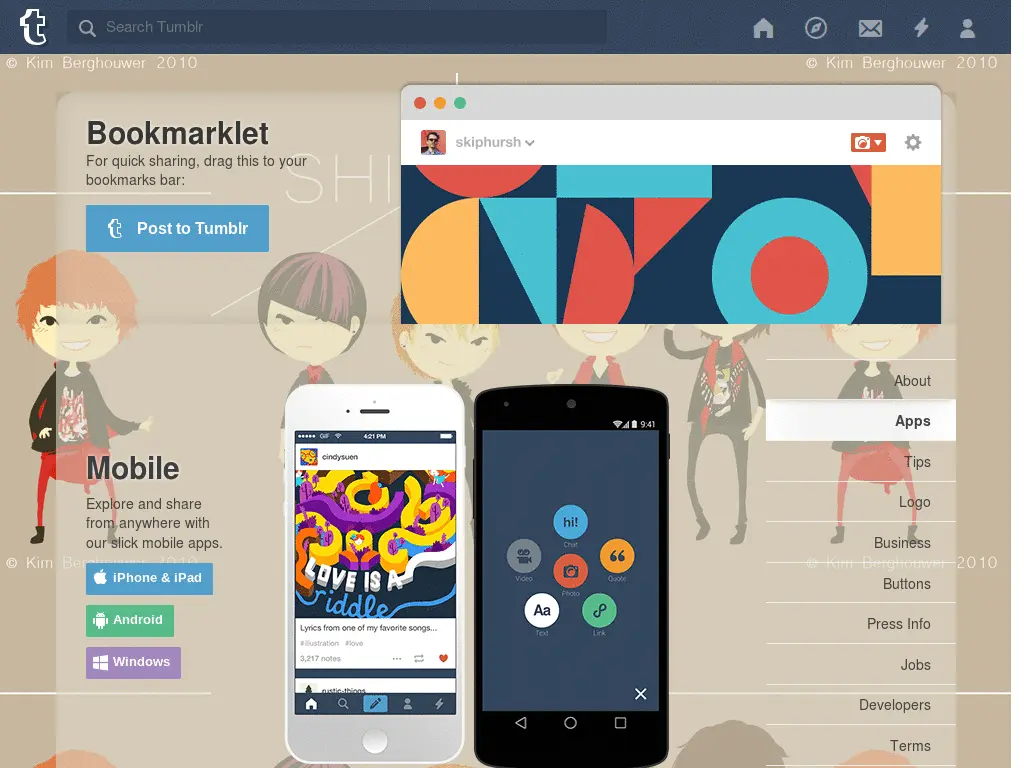 Search Tumblr
© Kim Berghouwer 2010
© Kim Berghouwer 2010
Bookmarklet
For quick sharing, drag this to your
bookmarks bar:
SHI
Post to Tumblr
skiphursh
Mobile
Explore and share
from anywhere with
our slick mobile apps.
iPhone & iPad
Android
Windows
GIF
4:21 PM
cindysuen
LOVE IS A
riddle
Lyrics from one of my favorite songs...
#illustration #love
3,217 notes
rustic-things
9:41
hi!
Chat
Video
Quote
Photo
Aa
Text
Link
About
Apps
Tips
Logo
Business
Buttons
Press Info
Jobs
Developers
Terms
© Kim
© Kim Berghouwer 2010